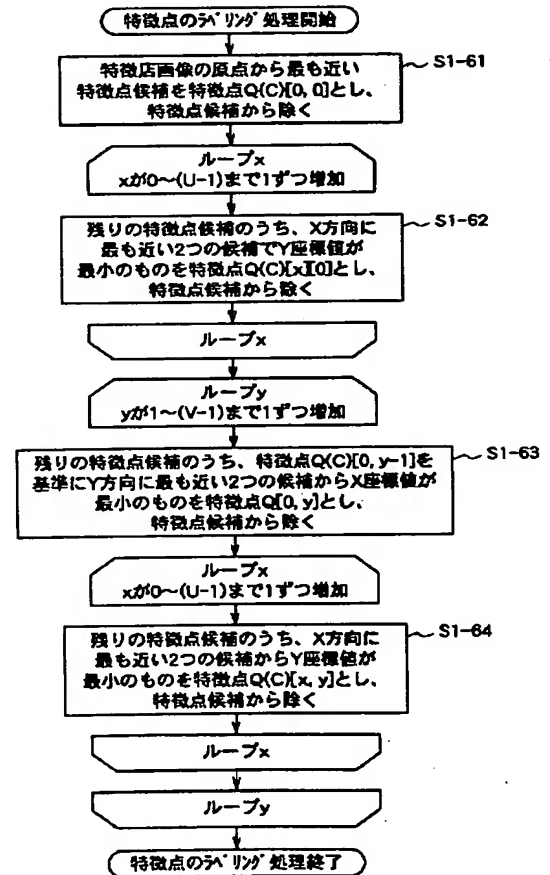 特徴点のラベリング処理開始
S1-61
特徴店画像の原点から最も近い
特徴点候補を特徴点Q(C)[0, 0]とし、
特徴点候補から除く
ループx
xが0～(U-1)まで1ずつ増加
S1-62
残りの特徴点候補のうち、X方向に
最も近い2つの候補でY座標値が
最小のものを特徴点Q(C)[x][0]とし、
特徴点候補から除く
ループx
ループy
yが1～(V-1)まで1ずつ増加
S1-63
残りの特徴点候補のうち、特徴点Q(C)[0, y-1]を
基準にY方向に最も近い2つの候補からX座標値が
最小のものを特徴点Q[0, y]とし、
特徴点候補から除く
ループx
xが0～(U-1)まで1ずつ増加
S1-64
残りの特徴点候補のうち、X方向に
最も近い2つの候補からY座標値が
最小のものを特徴点Q(C)[x, y]とし、
特徴点候補から除く
ループx
ループy
特徴点のラベリング処理終了